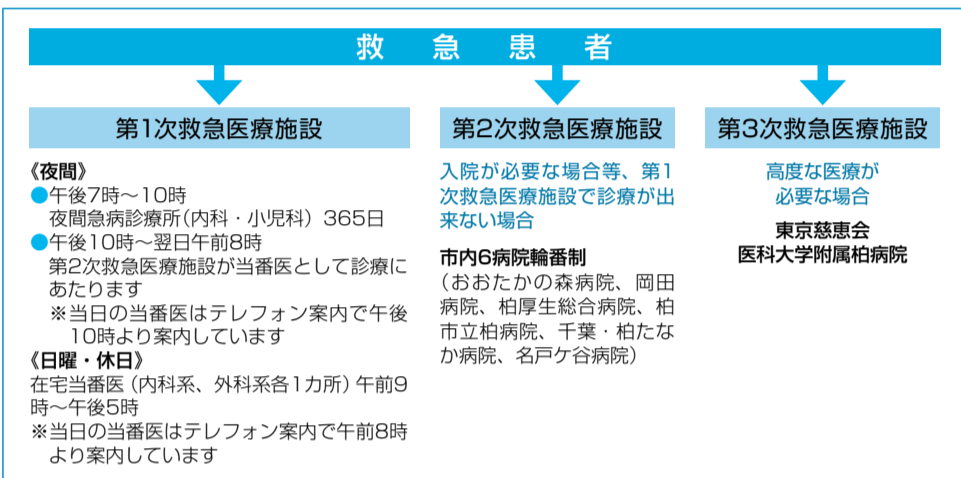 救急患者
第1次救急医療施設
《夜間》
●午後7時～10時
夜間急病診療所(内科・小児科) 365日
●午後10時～翌日午前8時
第2次救急医療施設が当番医として診療に
あたります
※当日の当番医はテレフォン案内で午後
10時より案内しています
《日曜・休日》
在宅当番医(内科系、外科系各1カ所)午前9
時～午後5時
※当日の当番医はテレフォン案内で午前8時
より案内しています
第2次救急医療施設
入院が必要な場合等、第1
次救急医療施設で診療が出
来ない場合
市内6病院輪番制
(おおたかの森病院、岡田
病院、柏厚生総合病院、柏
市立柏病院、千葉・柏たな
か病院、名戸ケ谷病院)
第3次救急医療施設
高度な医療が
必要な場合
東京慈恵会
医科大学附属柏病院